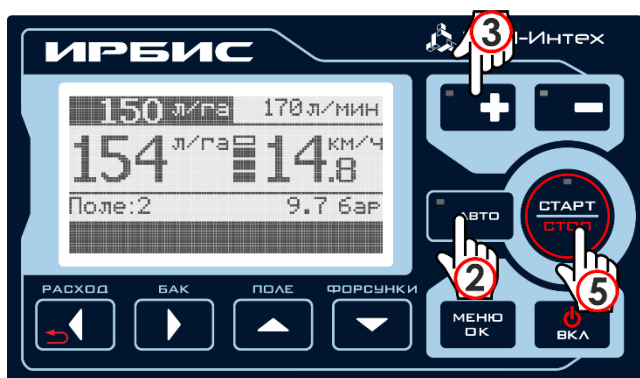 ИРБИС
-Интех
3
150 л/га 170 л/мин
154 л/га 14.8 км/ч
Поле:2 9.7 бар
СТАРТ
СТОП
2
5
РАСХОД БАК ПОЛЕ ФОРСУНКИ
МЕНЮ
ОК
ВКЛ